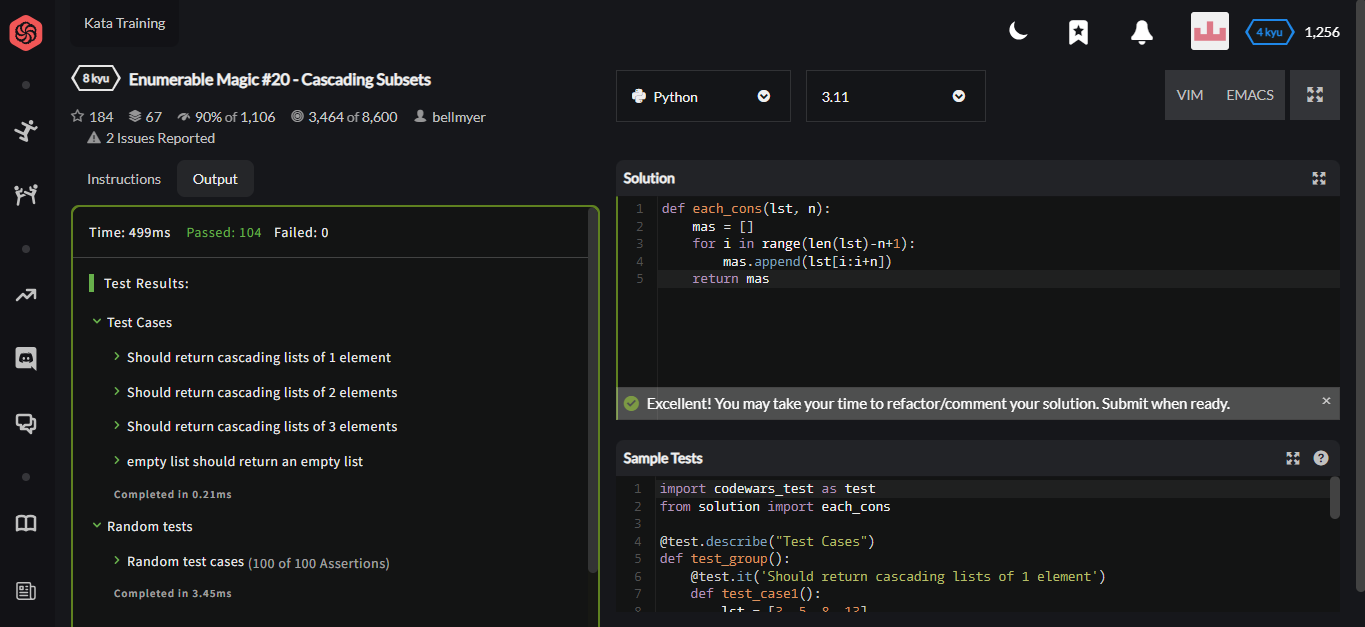 Kata Training
4 kyu
1,256
8 kyu
Enumerable Magic #20 - Cascading Subsets
184
67
90% of 1,106
3,464 of 8,600
bellmyer
2 Issues Reported
Python
3.11
VIM
EMACS
Instructions
Output
Time: 499ms Passed: 104 Failed: 0
Test Results:
Test Cases
Should return cascading lists of 1 element
Should return cascading lists of 2 elements
Should return cascading lists of 3 elements
empty list should return an empty list
Completed in 0.21ms
Random tests
Random test cases (100 of 100 Assertions)
Completed in 3.45ms
Solution
1 def each_cons(lst, n):
2     mas = []
3     for i in range(len(lst)-n+1):
4         mas.append(lst[i:i+n])
5     return mas
Excellent! You may take your time to refactor/comment your solution. Submit when ready.
Sample Tests
1 import codewars_test as test
2 from solution import each_cons
3
4 @test.describe("Test Cases")
5 def test_group():
6     @test.it('Should return cascading lists of 1 element')
7     def test_case1():
8         lst = [3, 5, 8, 13]